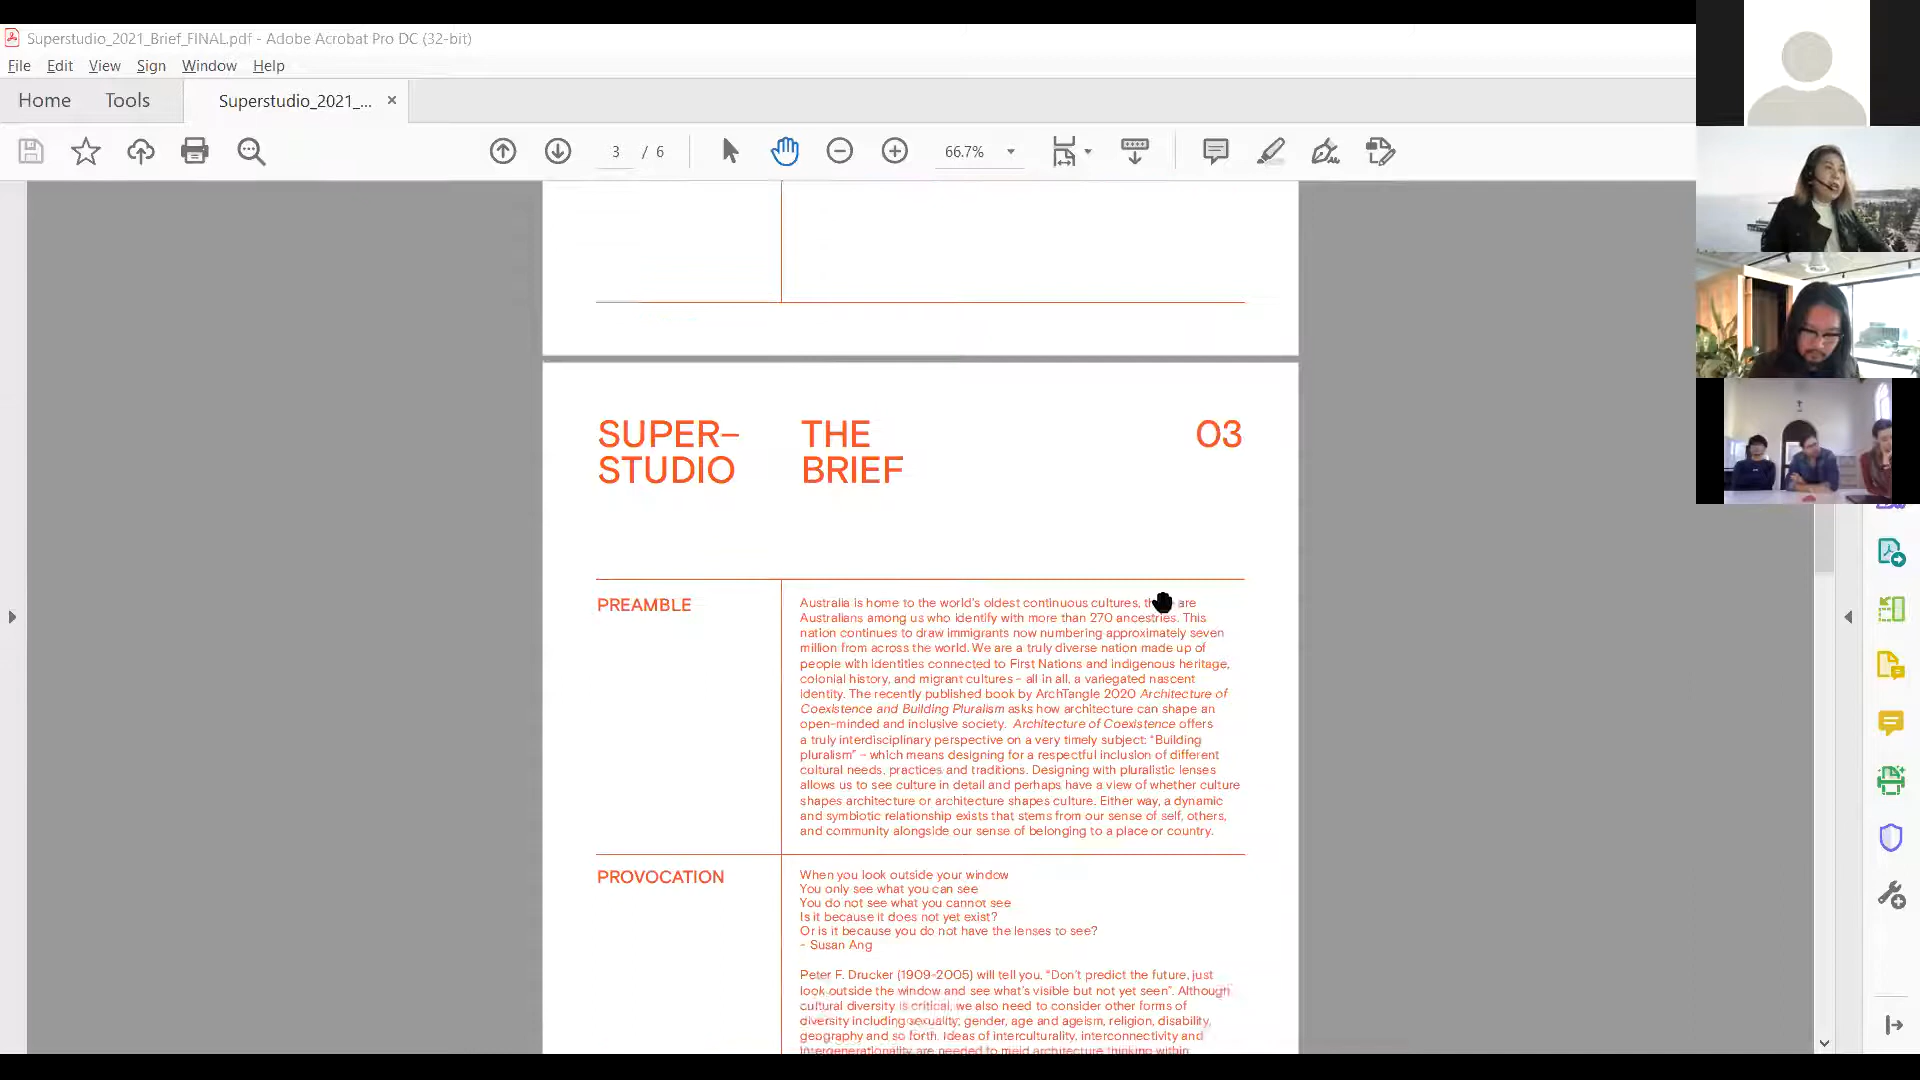 Superstudio_2021_Brief_FINAL.pdf - Adobe Acrobat Pro DC (32-bit)
File Edit View Sign Window Help
Home Tools Superstudio_2021_... ×
3 / 6 66.7%
SUPER–
STUDIO
THE
BRIEF
03
PREAMBLE
Australia is home to the world's oldest continuous cultures, are
Australians among us who identify with more than 270 ancestries. This
nation continues to draw immigrants now numbering approximately seven
million from across the world. We are a truly diverse nation made up of
people with identities connected to First Nations and indigenous heritage,
colonial history, and migrant cultures – all in all, a variegated nascent
identity. The recently published book by ArchTangle 2020 Architecture of
Coexistence and Building Pluralism asks how architecture can shape an
open-minded and inclusive society. Architecture of Coexistence offers
a truly interdisciplinary perspective on a very timely subject: “Building
pluralism” – which means designing for a respectful inclusion of different
cultural needs, practices and traditions. Designing with pluralistic lenses
allows us to see culture in detail and perhaps have a view of whether culture
shapes architecture or architecture shapes culture. Either way, a dynamic
and symbiotic relationship exists that stems from our sense of self, others,
and community alongside our sense of belonging to a place or country.
PROVOCATION
When you look outside your window
You only see what you can see
You do not see what you cannot see
Is it because it does not yet exist?
Or is it because you do not have the lenses to see?
- Susan Ang
Peter F. Drucker (1909-2005) will tell you, “Don't predict the future, just
look outside the window and see what's visible but not yet seen”. Although
cultural diversity is critical, we also need to consider other forms of
diversity including sexuality, gender, age and ageism, religion, disability,
geography and so forth. Ideas of interculturality, interconnectivity and
intergenerationality are needed to meld architecture thinking within